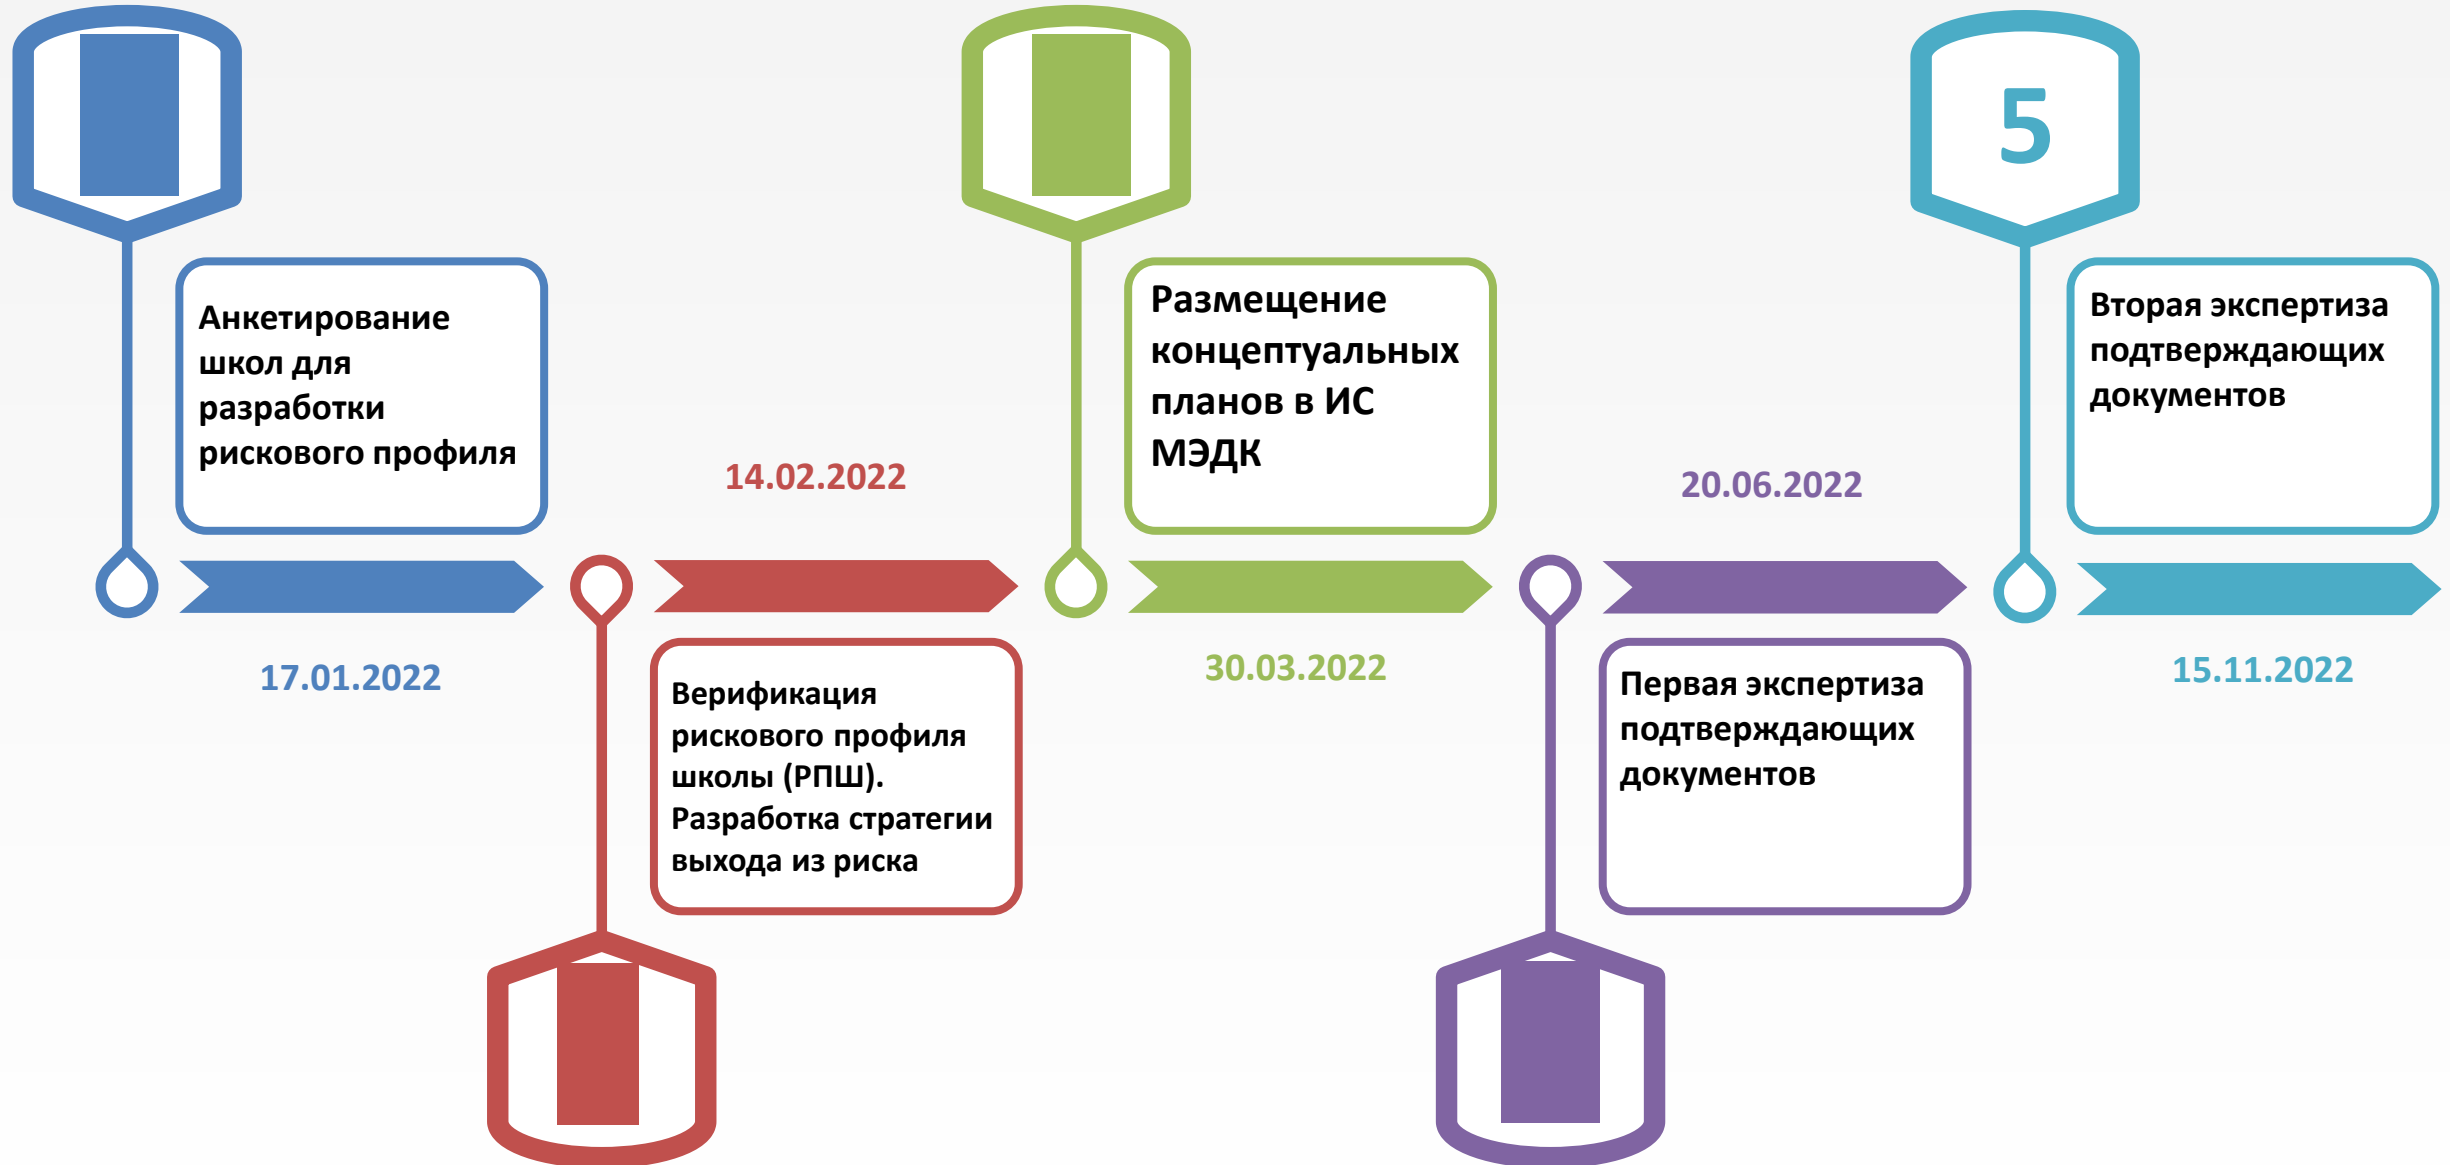 Анкетирование
школ для
разработки
рискового профиля
17.01.2022
14.02.2022
Верификация
рискового профиля
школы (РПШ).
Разработка стратегии
выхода из риска
Размещение
концептуальных
планов в ИС
МЭДК
30.03.2022
20.06.2022
Первая экспертиза
подтверждающих
документов
5
Вторая экспертиза
подтверждающих
документов
15.11.2022